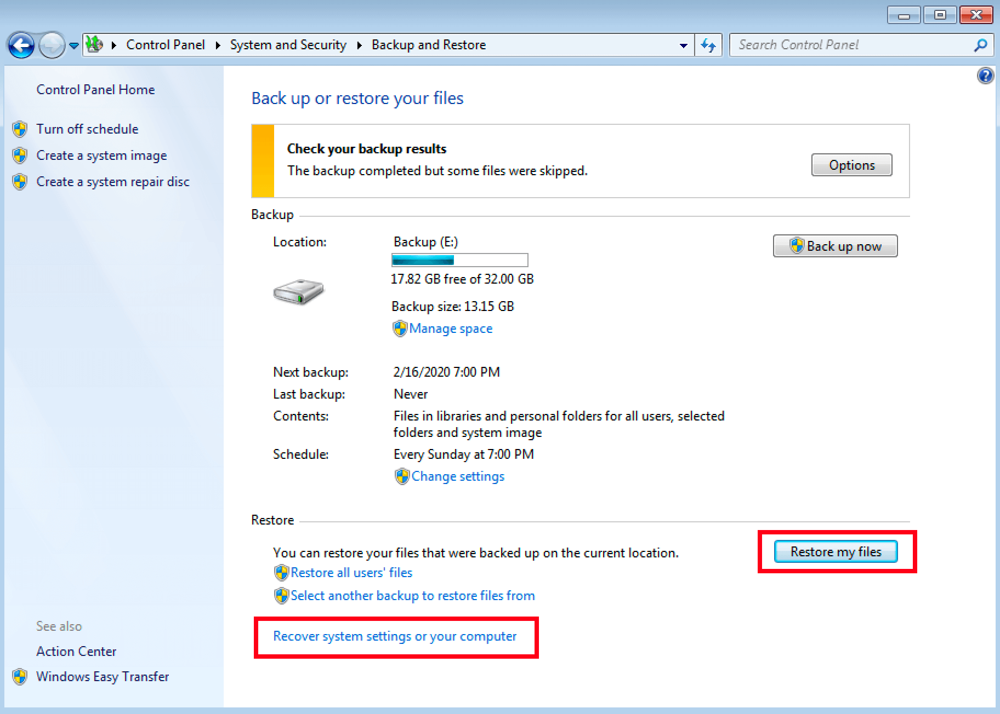 Control Panel System and Security Backup and Restore
Search Control Panel
Control Panel Home
Turn off schedule
Create a system image
Create a system repair disc
See also
Action Center
Windows Easy Transfer
Back up or restore your files
Check your backup results
The backup completed but some files were skipped.
Options
Backup
Location: Backup (E:)
Back up now
17.82 GB free of 32.00 GB
Backup size: 13.15 GB
Manage space
Next backup: 2/16/2020 7:00 PM
Last backup: Never
Contents: Files in libraries and personal folders for all users, selected
folders and system image
Schedule: Every Sunday at 7:00 PM
Change settings
Restore
You can restore your files that were backed up on the current location.
Restore my files
Restore all users' files
Select another backup to restore files from
Recover system settings or your computer